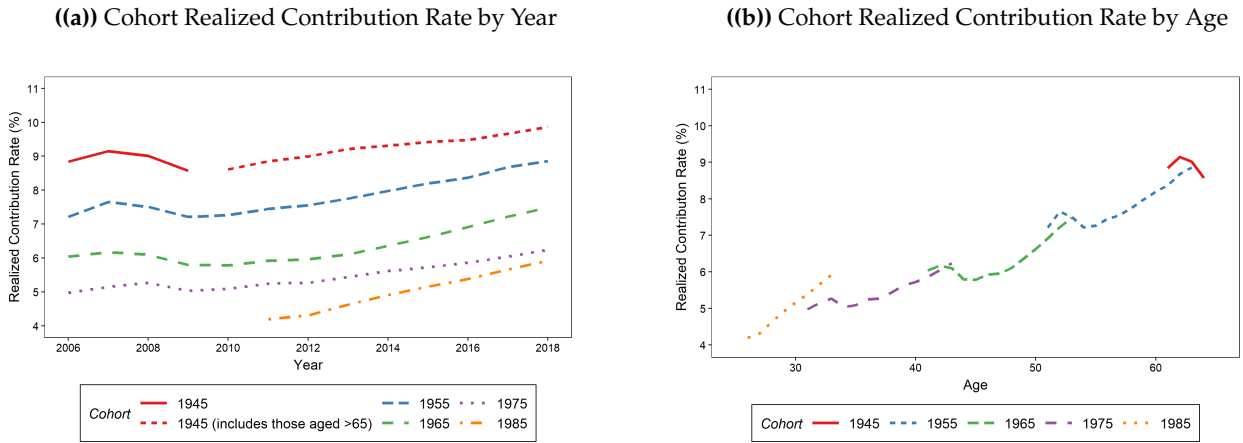 ((a)) Cohort Realized Contribution Rate by Year
11
10
9
8
7
6
5
4
Realized Contribution Rate (%)
2006 2008 2010 2012 2014 2016 2018
Year
Cohort
1945
1945 (includes those aged >65)
1955
1965
1975
1985
((b)) Cohort Realized Contribution Rate by Age
11
10
9
8
7
6
5
4
Realized Contributon Rate (%)
30 40 50 60
Age
Cohort 1945 1955 1965 1975 1985